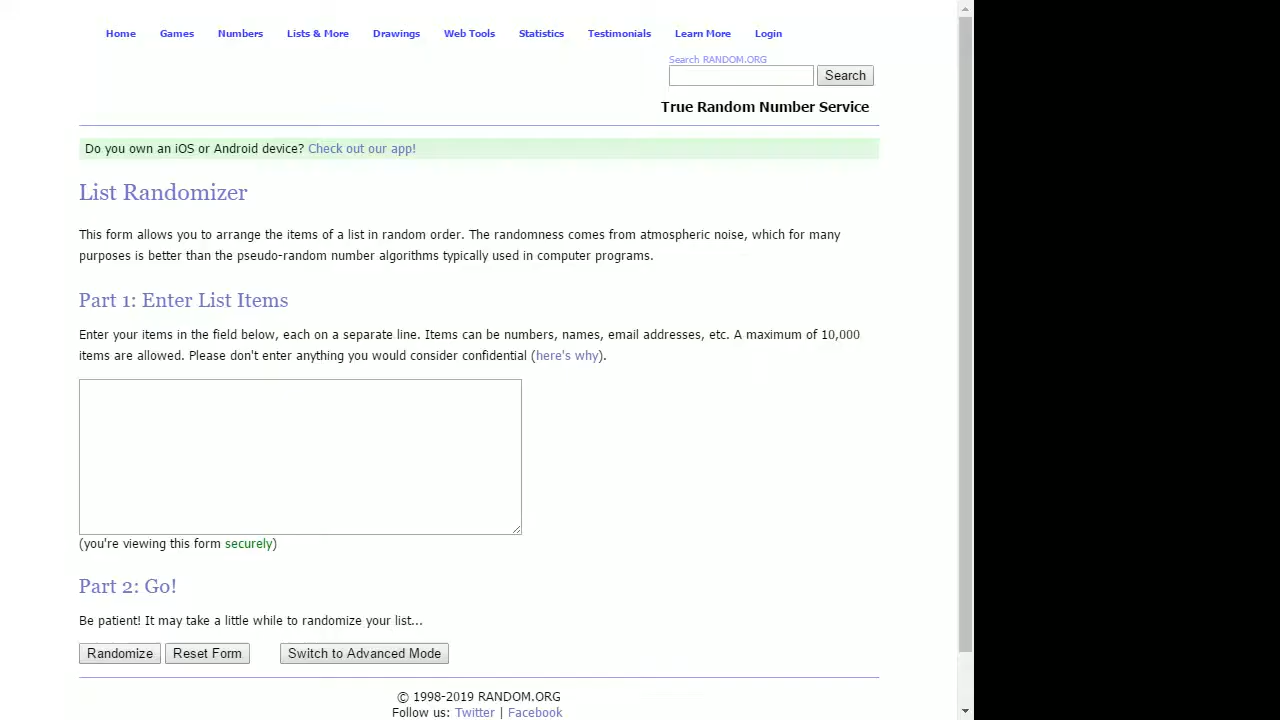 Home Games Numbers Lists & More Drawings Web Tools Statistics Testimonials Learn More Login
Search RANDOM.ORG
Search
True Random Number Service
Do you own an iOS or Android device? Check out our app!
List Randomizer
This form allows you to arrange the items of a list in random order. The randomness comes from atmospheric noise, which for many
purposes is better than the pseudo-random number algorithms typically used in computer programs.
Part 1: Enter List Items
Enter your items in the field below, each on a separate line. Items can be numbers, names, email addresses, etc. A maximum of 10,000
items are allowed. Please don't enter anything you would consider confidential (here's why).
(you're viewing this form securely)
Part 2: Go!
Be patient! It may take a little while to randomize your list...
Randomize Reset Form Switch to Advanced Mode
© 1998-2019 RANDOM.ORG
Follow us: Twitter | Facebook